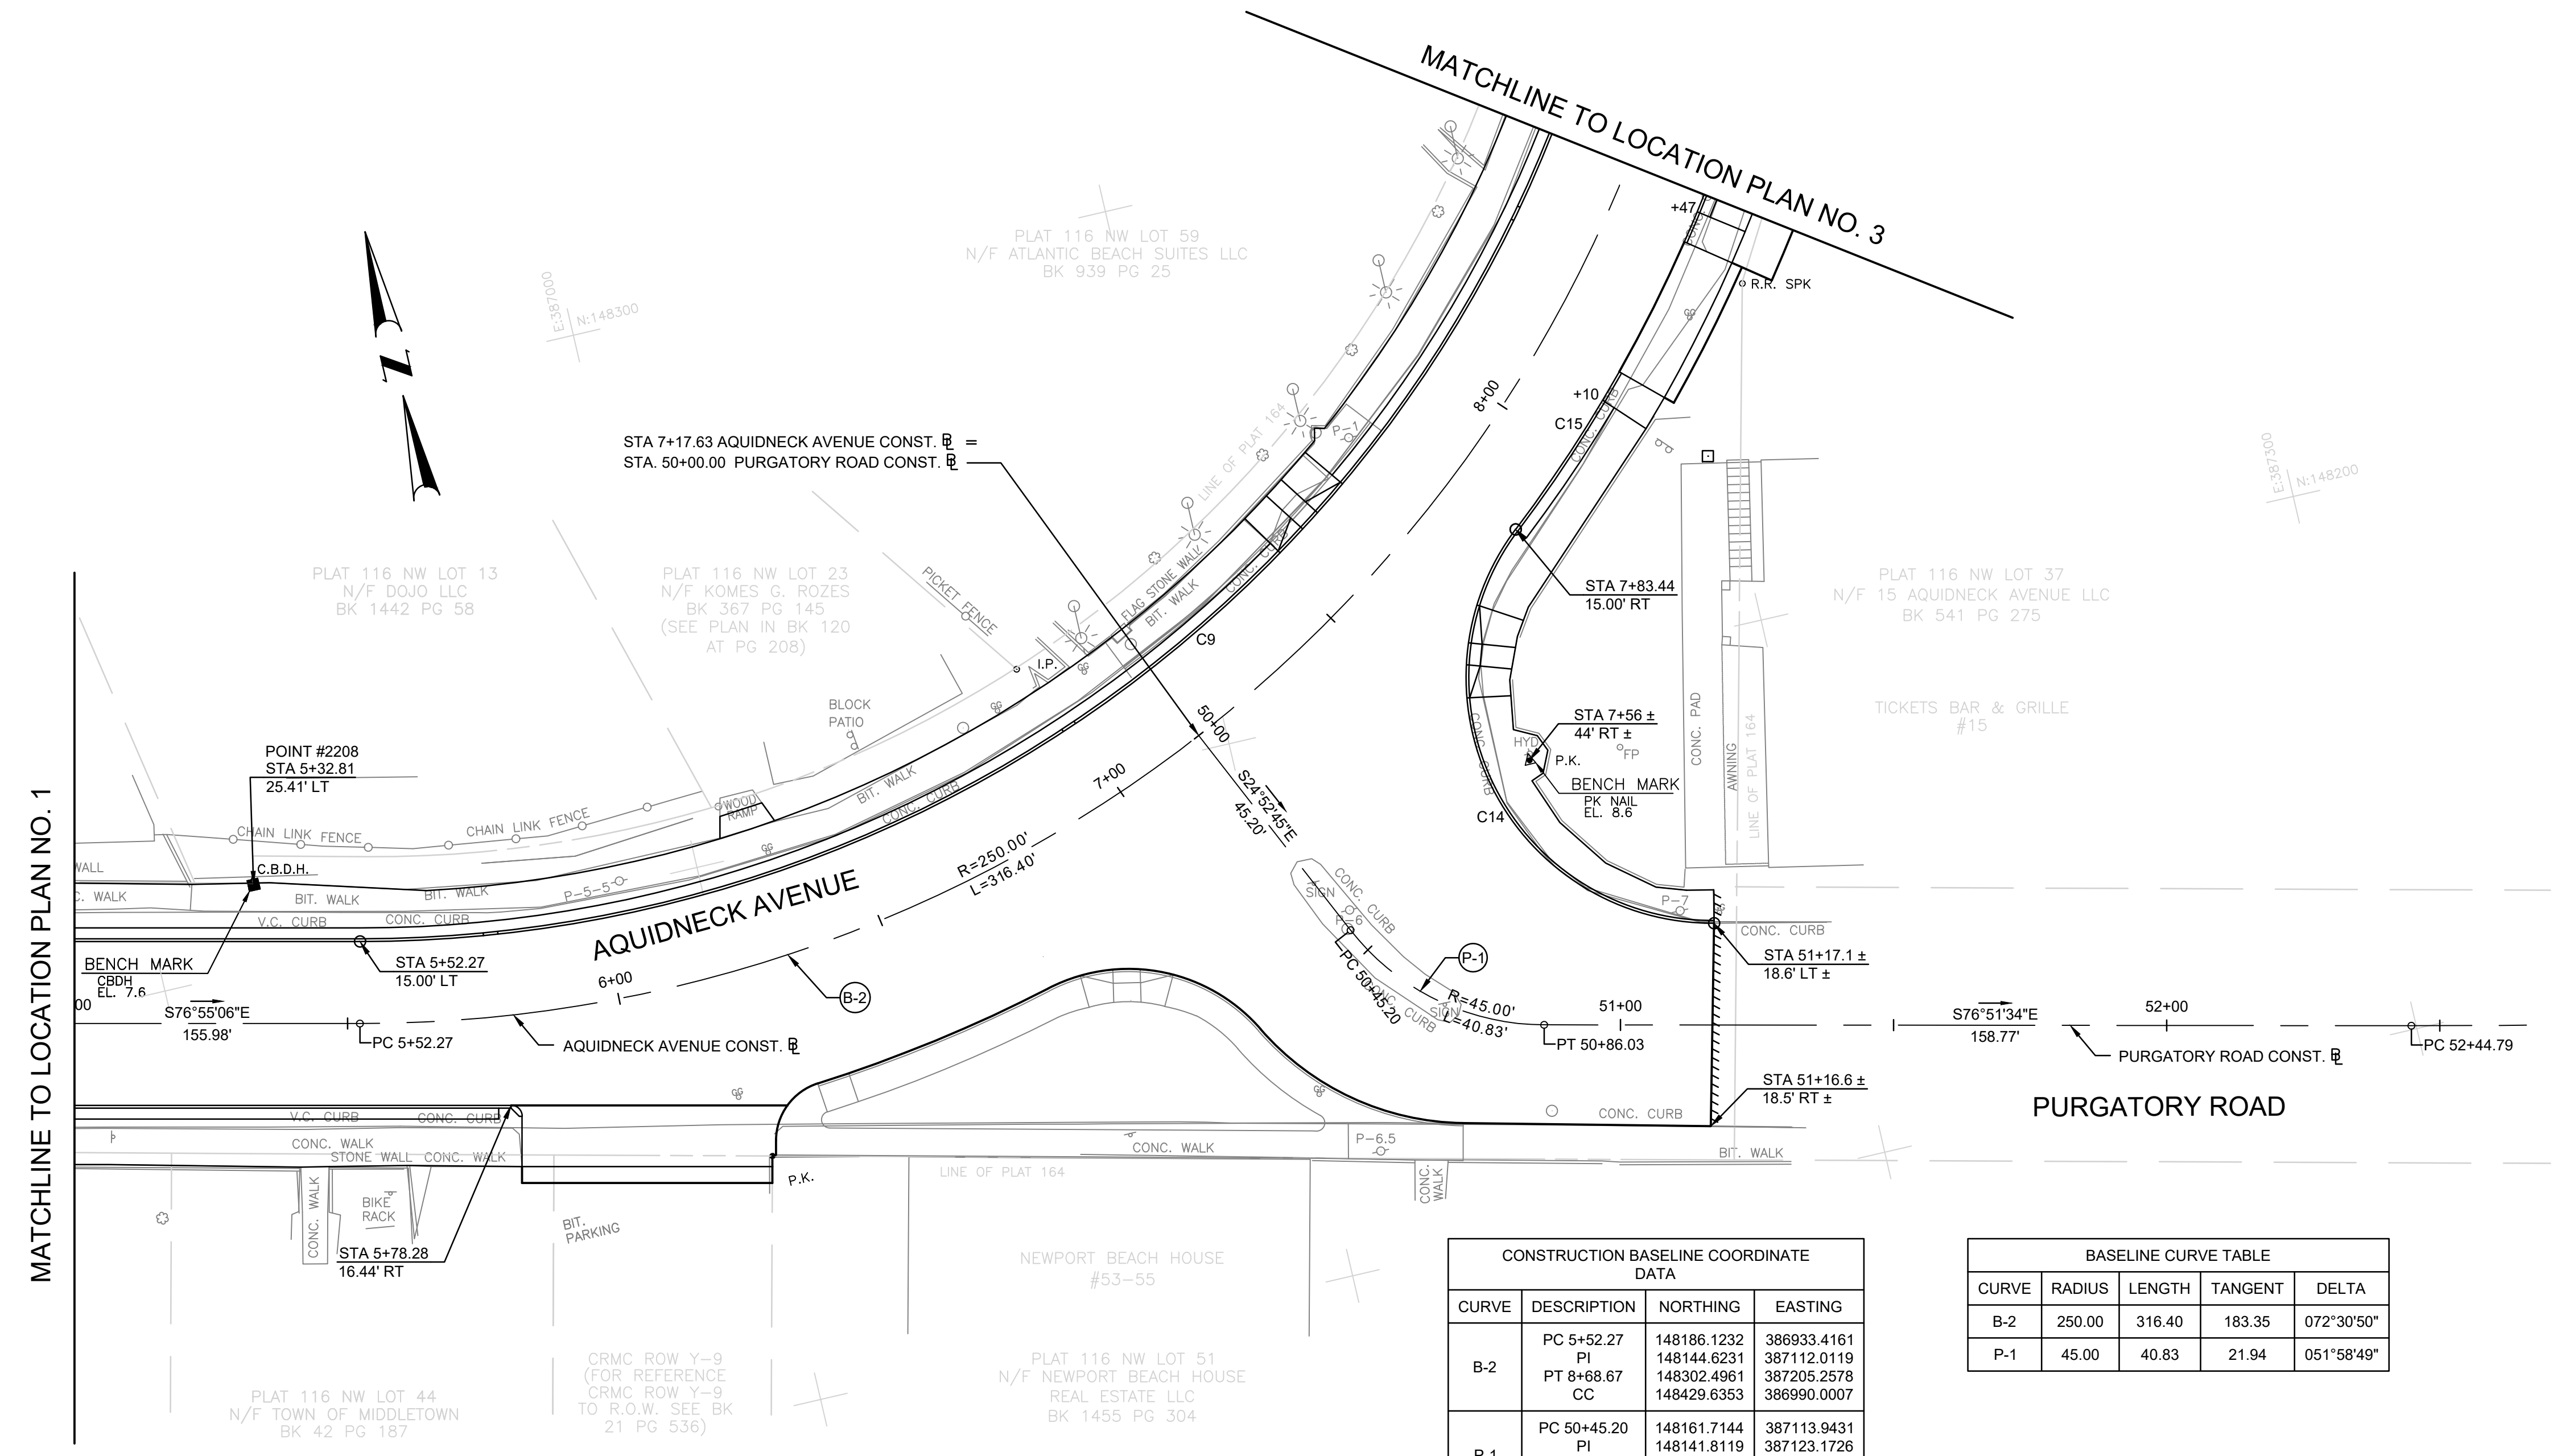 MATCHLINE TO LOCATION PLAN NO. 3
MATCHLINE TO LOCATION PLAN NO. 1
PLAT 116 NW LOT 59
N/F ATLANTIC BEACH SUITES LLC
BK 939 PG 25
E:387000
N:148300
N
+47
CONC.
R.R. SPK
8+00
+10
C15
CONC. CURB
LINE OF PLAT 164
P-7
STA 7+17.63 AQUIDNECK AVENUE CONST. BL =
STA. 50+00.00 PURGATORY ROAD CONST. BL
E:387300
N:148200
PLAT 116 NW LOT 13
N/F DOJO LLC
BK 1442 PG 58
PLAT 116 NW LOT 23
N/F KOMES G. ROZES
BK 367 PG 145
(SEE PLAN IN BK 120
AT PG 208)
PICKET FENCE
FLAG STONE WALL
BIT. WALK
CONC. CURB
C9
I.P.
STA 7+83.44
15.00' RT
PLAT 116 NW LOT 37
N/F 15 AQUIDNECK AVENUE LLC
BK 541 PG 275
TICKETS BAR & GRILLE
#15
BLOCK
PATIO
50+00
STA 7+56 ±
44' RT ±
HYD
P.K.
FP
BENCH MARK
PK NAIL
EL. 8.6
CONC. CURB
C14
CONC. PAD
AWNING
LINE OF PLAT 164
POINT #2208
STA 5+32.81
25.41' LT
7+00
S24°52'45"E
45.20'
BIT. WALK
CONC. CURB
WOOD
RAMP
CHAIN LINK FENCE
CHAIN LINK FENCE
WALL
C.B.D.H.
C. WALK
BIT. WALK
BIT. WALK
P-5-5
V.C. CURB
CONC. CURB
R=250.00'
L=316.40'
AQUIDNECK AVENUE
SIGN
CONC. CURB
P-6
P-7
CONC. CURB
BENCH MARK
CBDH
EL. 7.6
STA 5+52.27
15.00' LT
6+00
B-2
P-1
PC 50+45.20
CONC. CURB
SIGN
R=45.00'
L=40.83'
STA 51+17.1 ±
18.6' LT ±
00
S76°55'06"E
155.98'
PC 5+52.27
AQUIDNECK AVENUE CONST. BL
51+00
PT 50+86.03
S76°51'34"E
158.77'
52+00
PC 52+44.79
PURGATORY ROAD CONST. BL
STA 51+16.6 ±
18.5' RT ±
PURGATORY ROAD
V.C. CURB
CONC. CURB
CONC. CURB
CONC. WALK
STONE WALL
CONC. WALK
CONC. WALK
P-6.5
BIT. WALK
P.K.
LINE OF PLAT 164
CONC.
WALK
CONC. WALK
BIKE
RACK
BIT.
PARKING
STA 5+78.28
16.44' RT
NEWPORT BEACH HOUSE
#53-55
PLAT 116 NW LOT 44
N/F TOWN OF MIDDLETOWN
BK 42 PG 187
CRMC ROW Y-9
(FOR REFERENCE
CRMC ROW Y-9
TO R.O.W. SEE BK
21 PG 536)
PLAT 116 NW LOT 51
N/F NEWPORT BEACH HOUSE
REAL ESTATE LLC
BK 1455 PG 304
CONSTRUCTION BASELINE COORDINATE
DATA
CURVE DESCRIPTION NORTHING EASTING
B-2
PC 5+52.27 148186.1232 386933.4161
PI 148144.6231 387112.0119
PT 8+68.67 148302.4961 387205.2578
CC 148429.6353 386990.0007
P-1
PC 50+45.20 148161.7144 387113.9431
PI 148141.8119 387123.1726
BASELINE CURVE TABLE
CURVE RADIUS LENGTH TANGENT DELTA
B-2 250.00 316.40 183.35 072°30'50"
P-1 45.00 40.83 21.94 051°58'49"